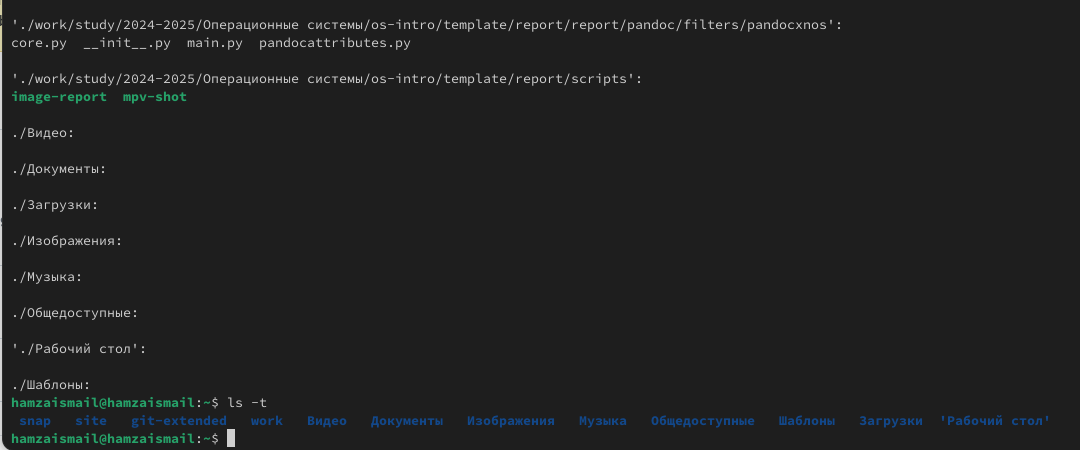 './work/study/2024-2025/Операционные системы/os-intro/template/report/report/pandoc/filters/pandocxnos':
core.py  __init__.py  main.py  pandocattributes.py
'./work/study/2024-2025/Операционные системы/os-intro/template/report/scripts':
image-report  mpv-shot
./Видео:
./Документы:
./Загрузки:
./Изображения:
./Музыка:
./Общедоступные:
'./Рабочий стол':
./Шаблоны:
hamzaismail@hamzaismail:~$ ls -t
snap  site  git-extended  work  Видео  Документы  Изображения  Музыка  Общедоступные  Шаблоны  Загрузки  'Рабочий стол'
hamzaismail@hamzaismail:~$